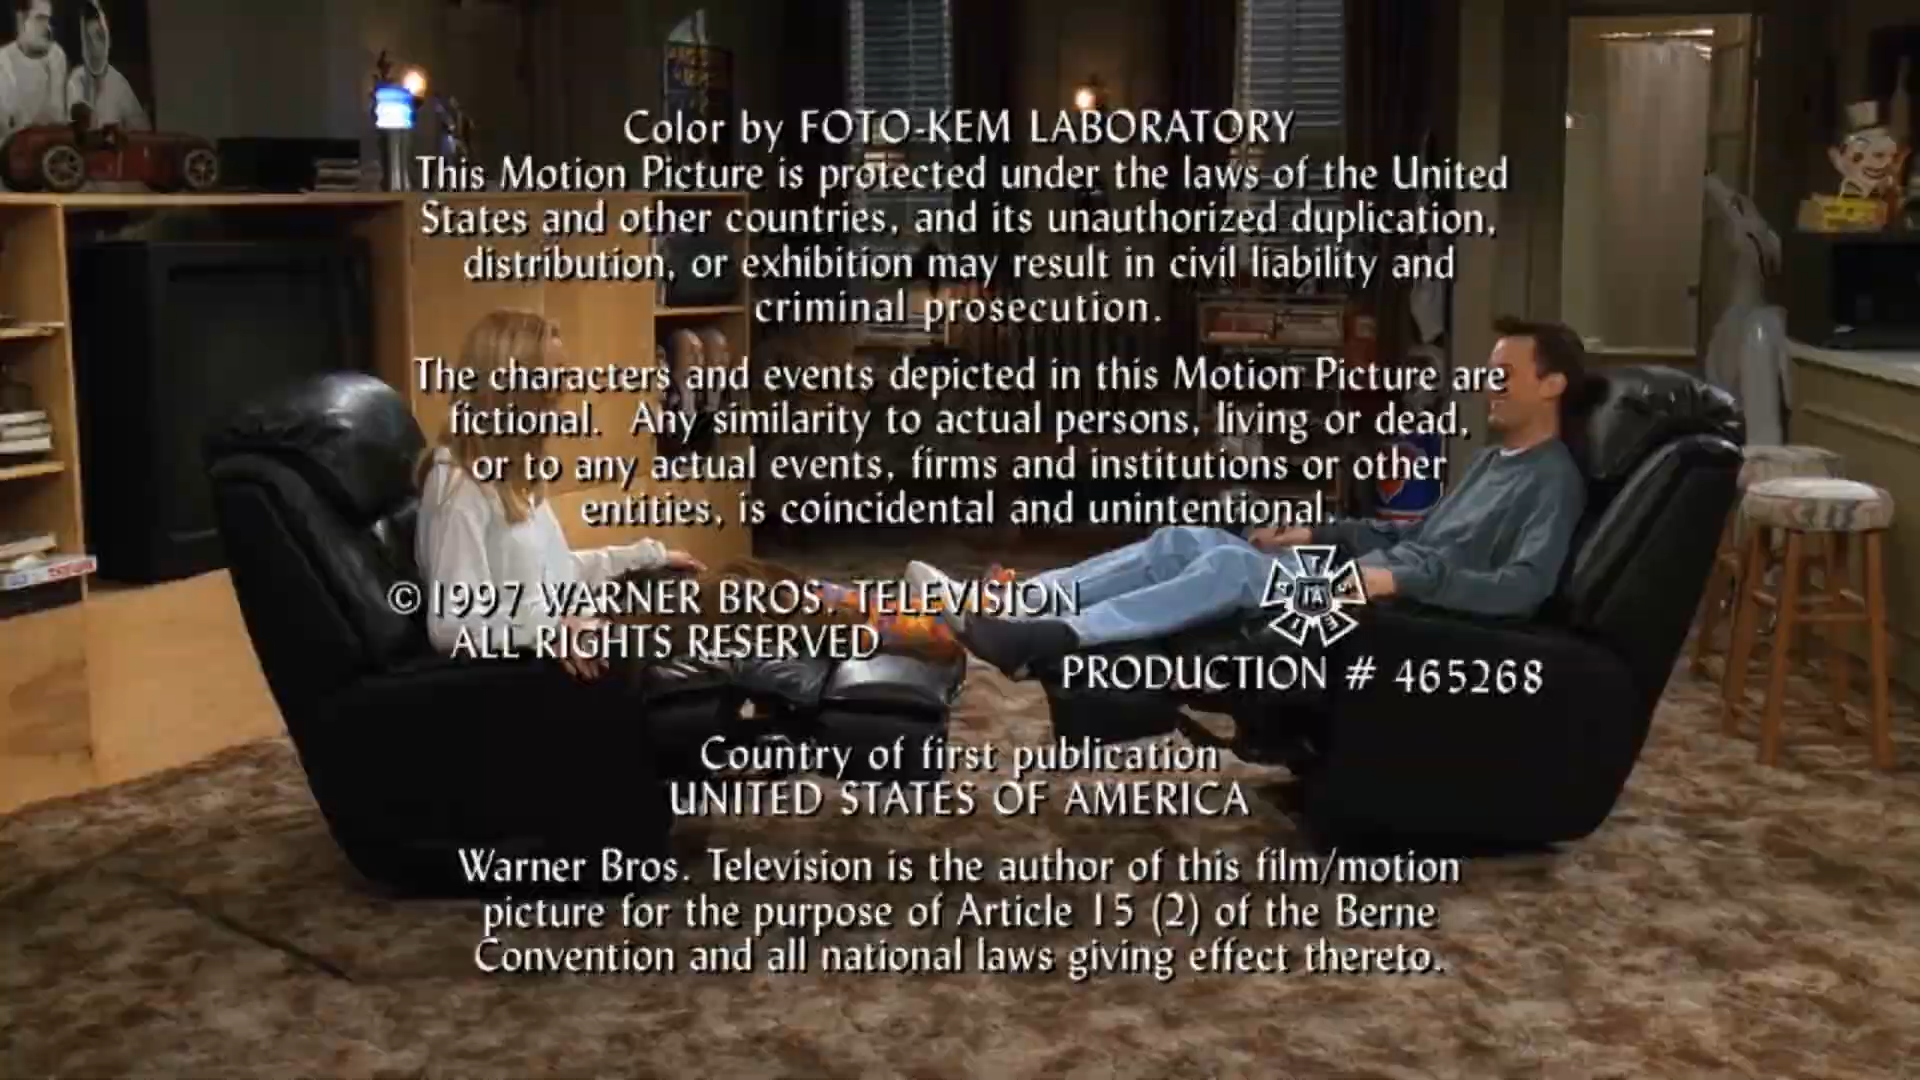 Color by FOTO-KEM LABORATORY
This Motion Picture is protected under the laws of the United
States and other countries, and its unauthorized duplication,
distribution, or exhibition may result in civil liability and
criminal prosecution.
The characters and events depicted in this Motion Picture are
fictional. Any similarity to actual persons, living or dead,
or to any actual events, firms and institutions or other
entities, is coincidental and unintentional.
© 1997 WARNER BROS. TELEVISION
ALL RIGHTS RESERVED
I A T S E
IA
PRODUCTION # 465268
Country of first publication
UNITED STATES OF AMERICA
Warner Bros. Television is the author of this film/motion
picture for the purpose of Article 15 (2) of the Berne
Convention and all national laws giving effect thereto.